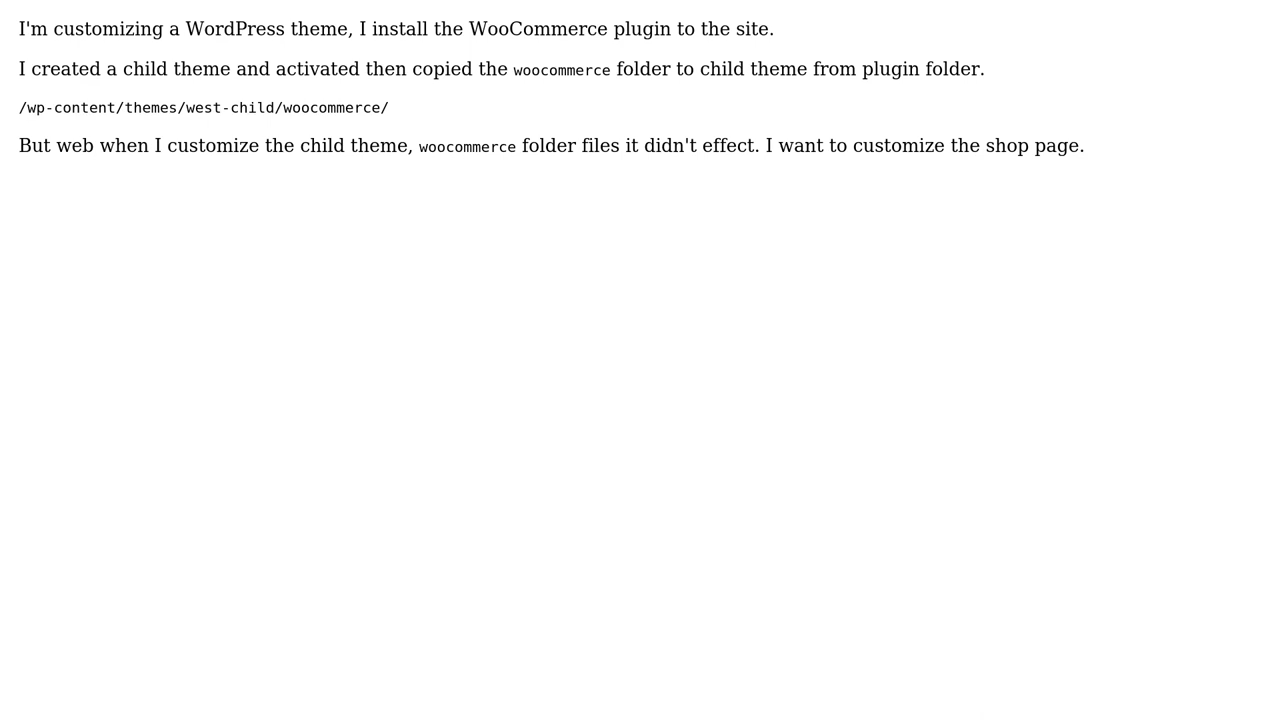 I'm customizing a WordPress theme, I install the WooCommerce plugin to the site.
I created a child theme and activated then copied the woocommerce folder to child theme from plugin folder.
/wp-content/themes/west-child/woocommerce/
But web when I customize the child theme, woocommerce folder files it didn't effect. I want to customize the shop page.